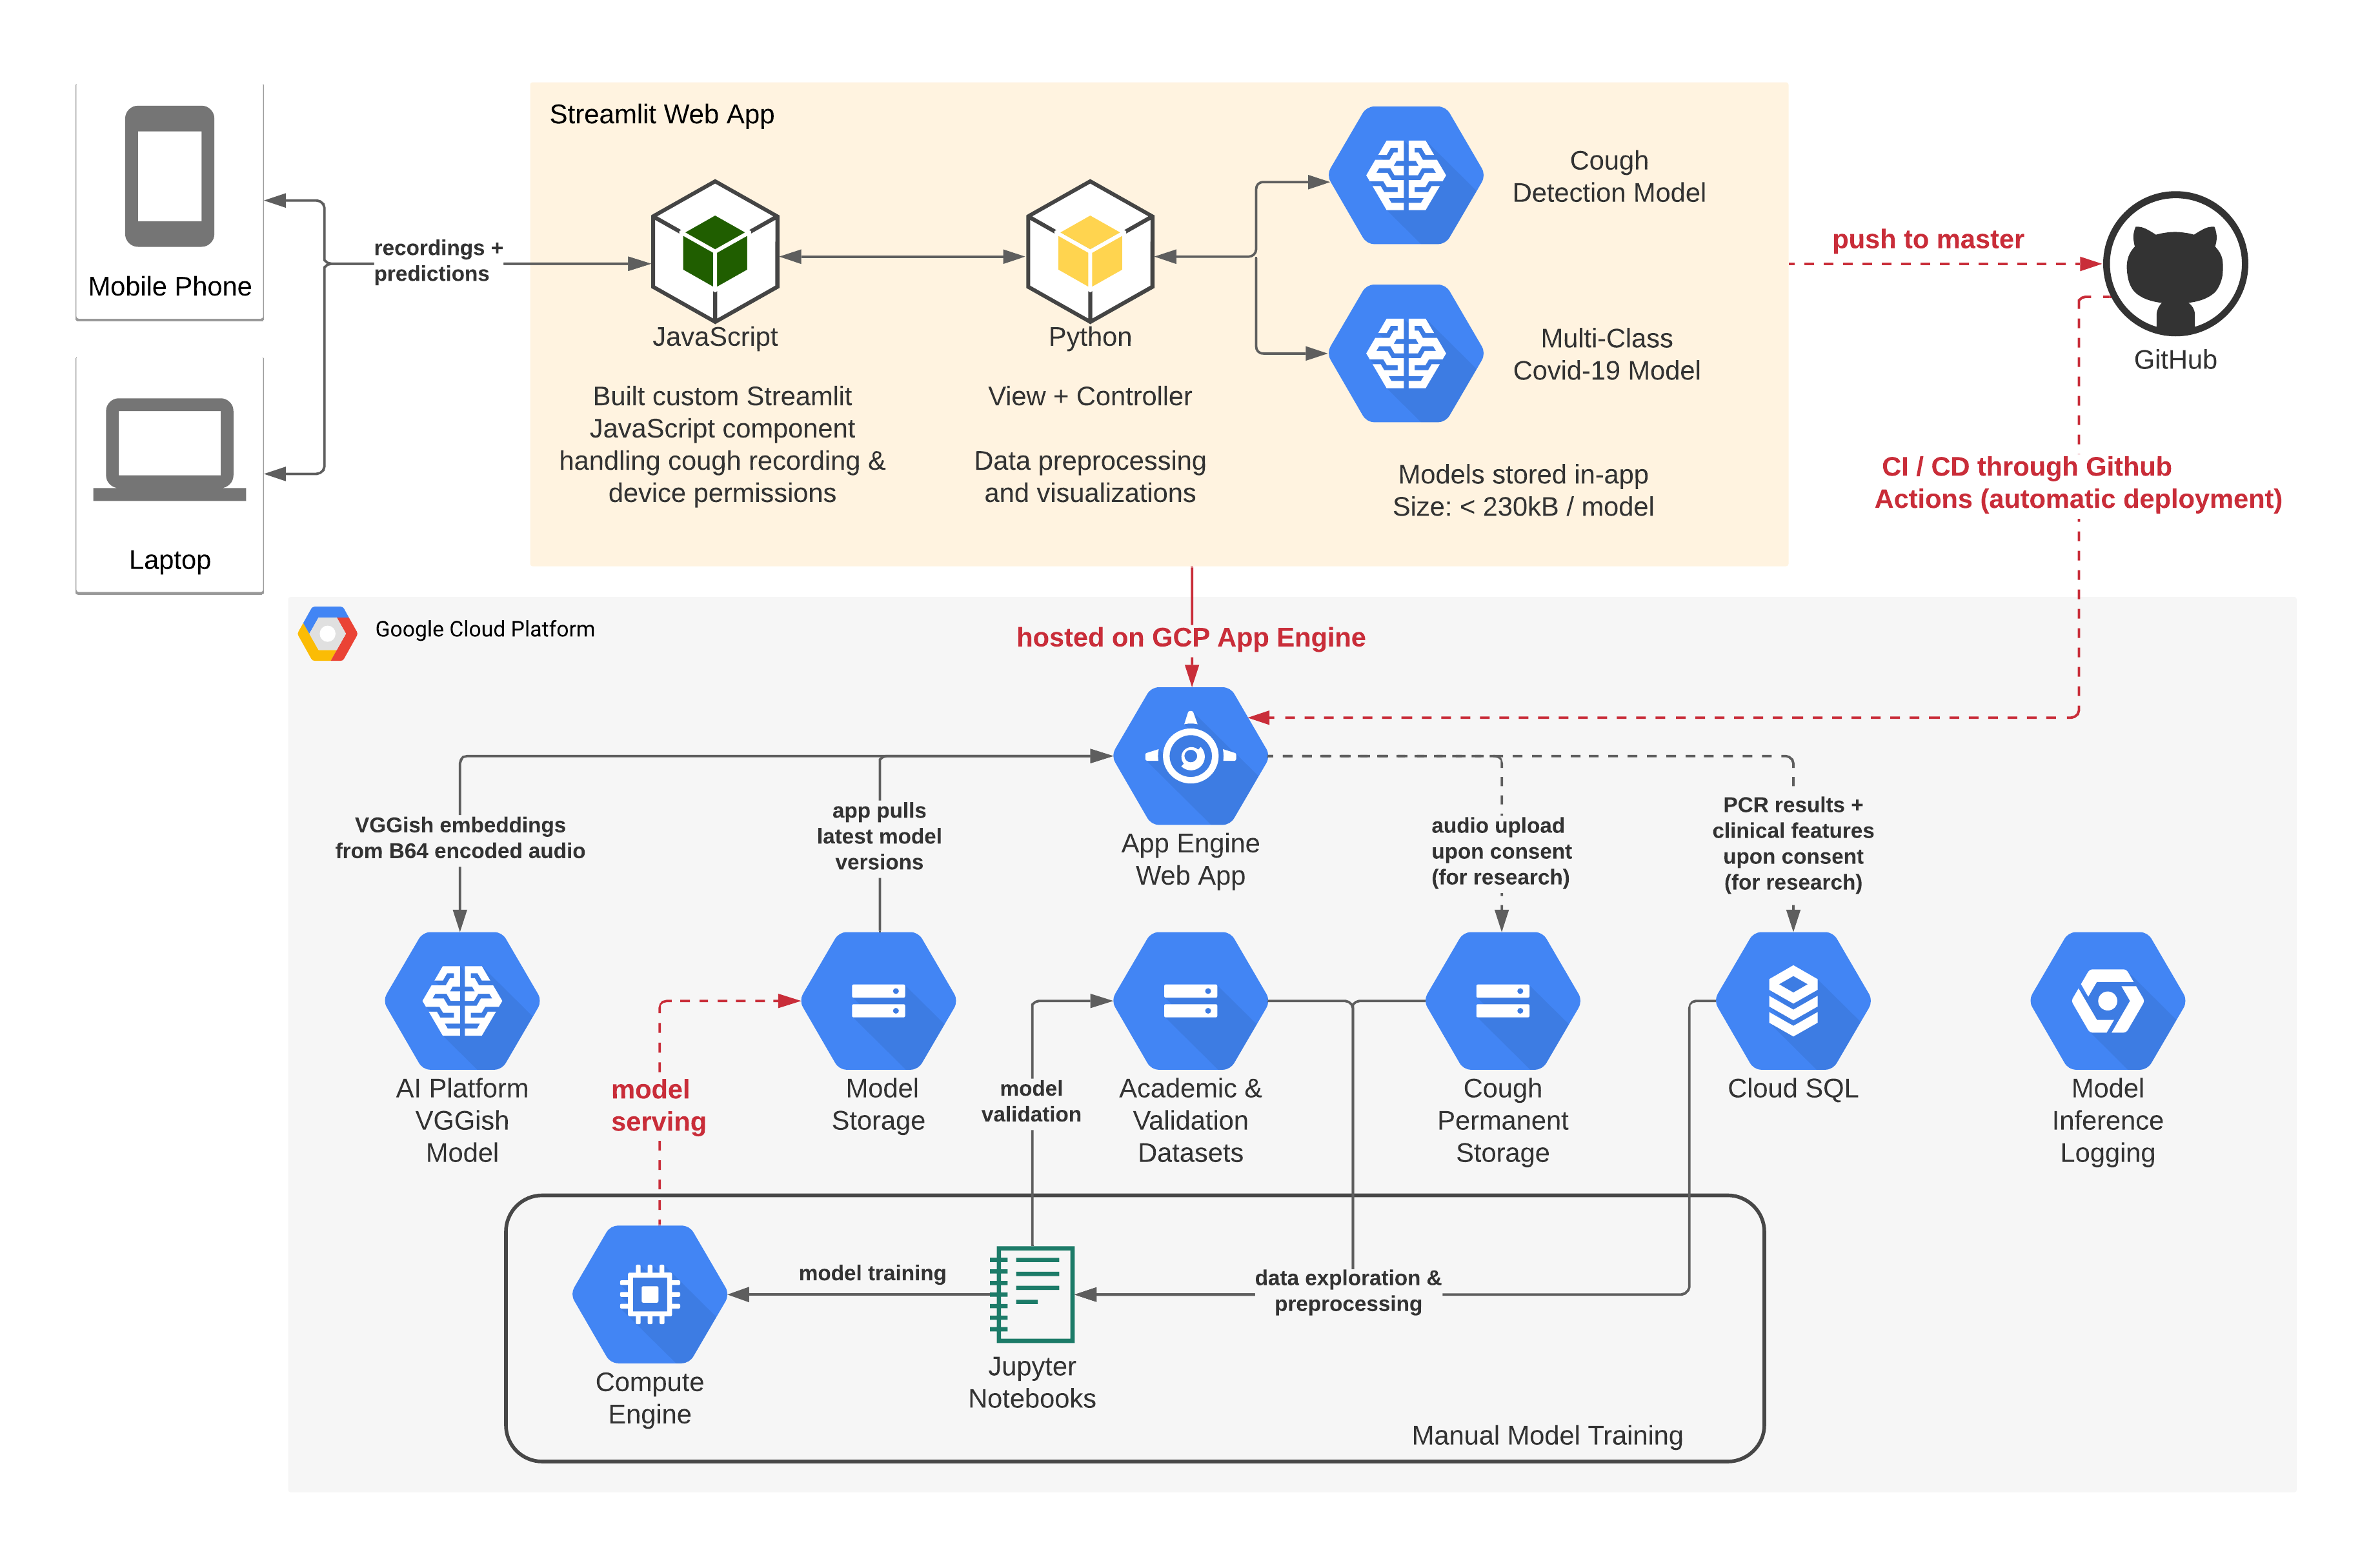 Streamlit Web App
Mobile Phone
Laptop
recordings +
predictions
JavaScript
Built custom Streamlit
JavaScript component
handling cough recording &
device permissions
Python
View + Controller
Data preprocessing
and visualizations
Cough
Detection Model
Multi-Class
Covid-19 Model
Models stored in-app
Size: < 230kB / model
push to master
GitHub
CI / CD through Github
Actions (automatic deployment)
Google Cloud Platform
hosted on GCP App Engine
App Engine
Web App
VGGish embeddings
from B64 encoded audio
app pulls
latest model
versions
audio upload
upon consent
(for research)
PCR results +
clinical features
upon consent
(for research)
AI Platform
VGGish
Model
model
serving
Model
Storage
model
validation
Academic &
Validation
Datasets
Cough
Permanent
Storage
Cloud SQL
Model
Inference
Logging
Compute
Engine
model training
Jupyter
Notebooks
data exploration &
preprocessing
Manual Model Training